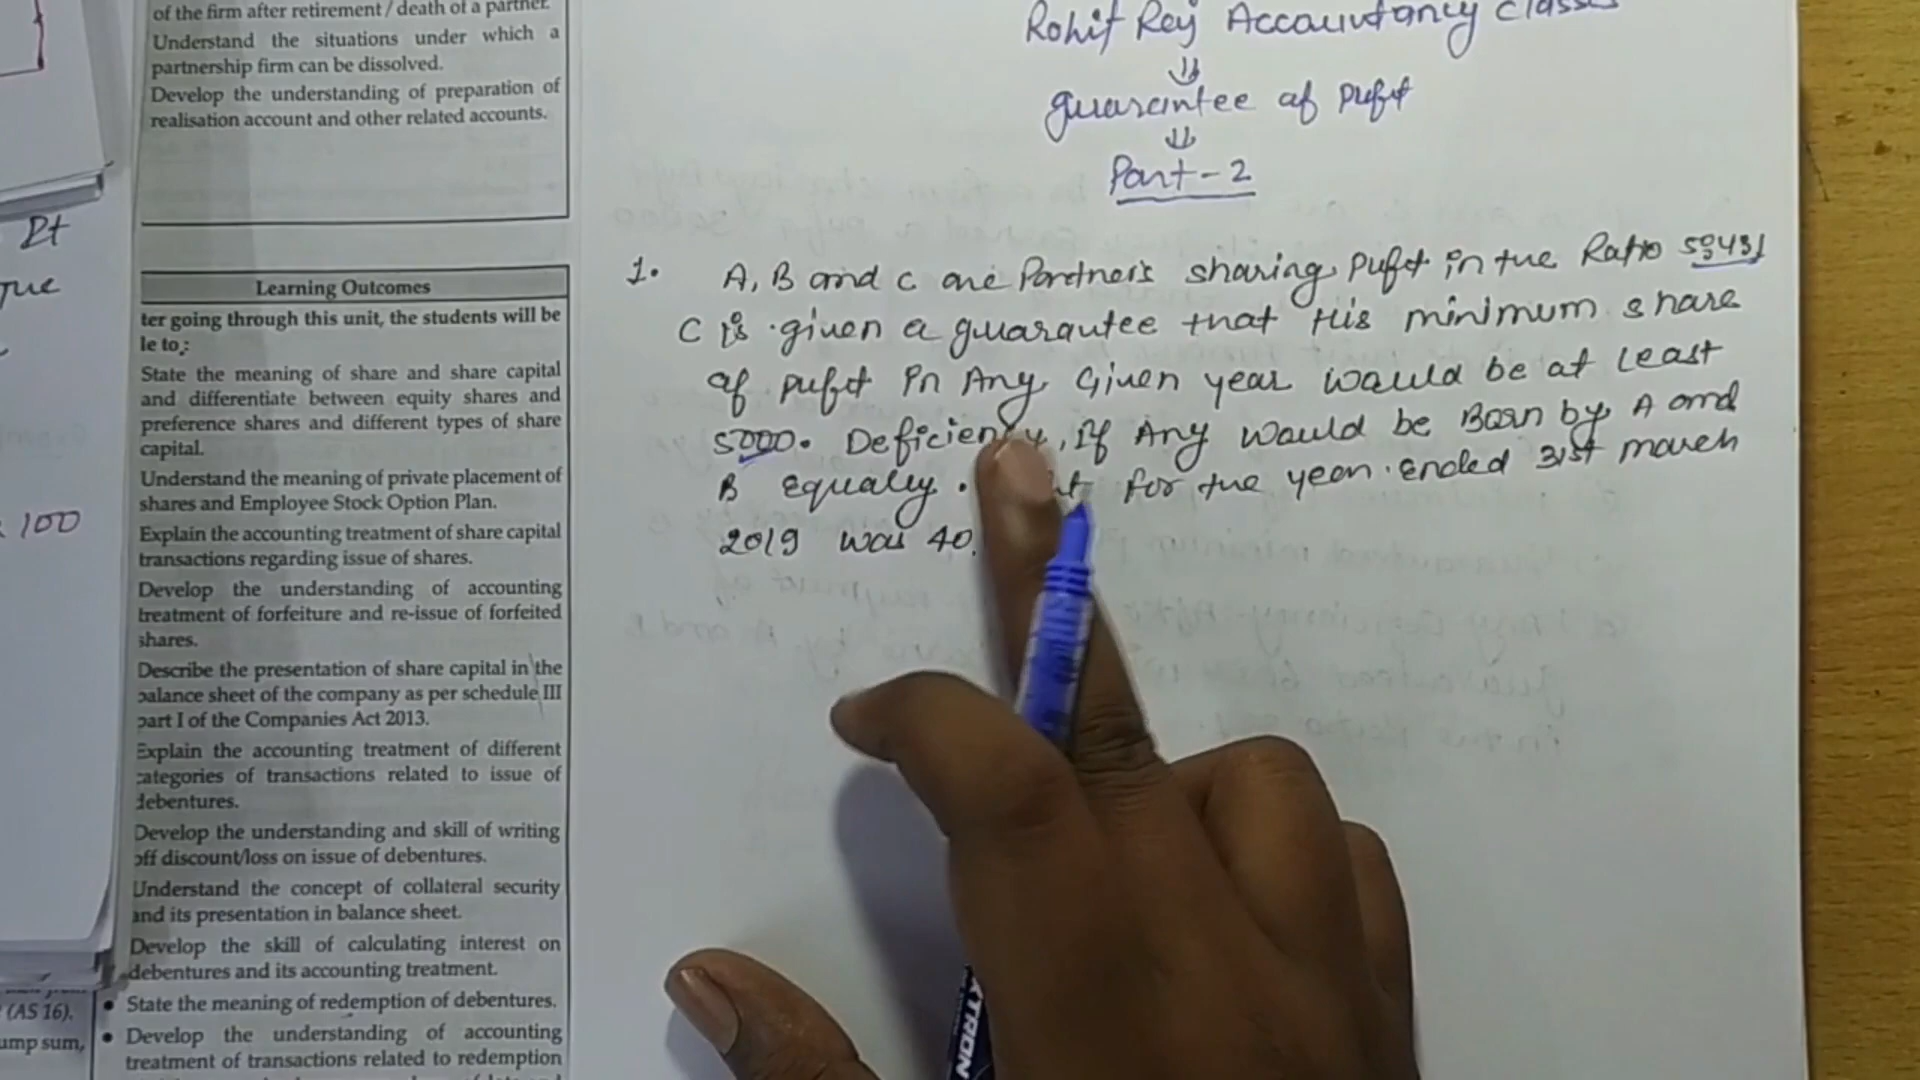 of the firm after retirement / death of a partner.
Understand the situations under which a
partnership firm can be dissolved.
Develop the understanding of preparation of
realisation account and other related accounts.
Learning Outcomes
ter going through this unit, the students will be
le to:
State the meaning of share and share capital
and differentiate between equity shares and
preference shares and different types of share
capital.
Understand the meaning of private placement of
shares and Employee Stock Option Plan.
Explain the accounting treatment of share capital
transactions regarding issue of shares.
Develop the understanding of accounting
treatment of forfeiture and re-issue of forfeited
shares.
Describe the presentation of share capital in the
balance sheet of the company as per schedule III
part I of the Companies Act 2013.
Explain the accounting treatment of different
categories of transactions related to issue of
debentures.
Develop the understanding and skill of writing
off discount/loss on issue of debentures.
Understand the concept of collateral security
and its presentation in balance sheet.
Develop the skill of calculating interest on
debentures and its accounting treatment.
• State the meaning of redemption of debentures.
• Develop the understanding of accounting
treatment of transactions related to redemption
(AS 16).
ump sum,
100
Rohit Raj Accountancy Classes
guarantee of Profit
Part-2
1. A, B and C are Partners sharing Profit in the Ratio 5:4:1
C is given a guarantee that His minimum share
of profit in Any Given year would be at Least
5000. Deficiency, If Any would be Born by A and
B Equally. for the year ended 31st march
2019 was 40,
XTRON